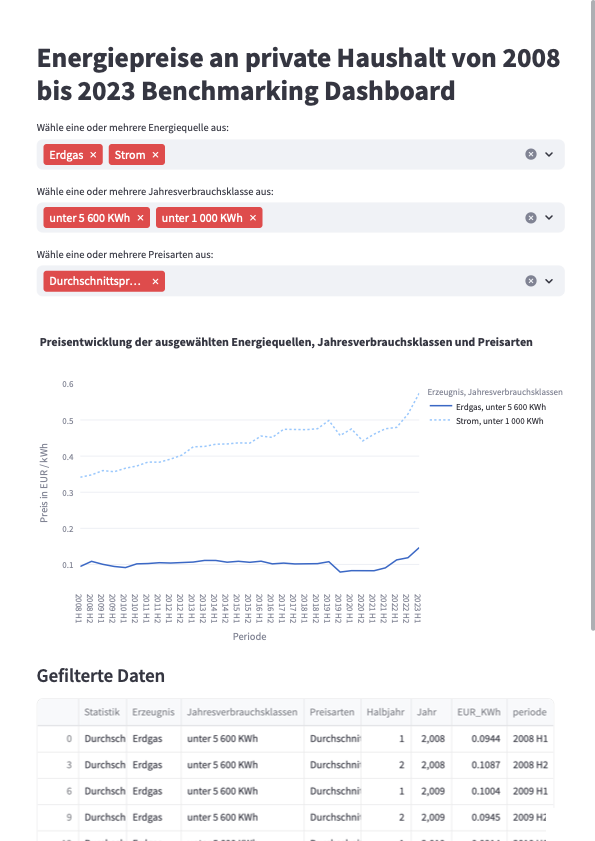 Energiepreise an private Haushalt von 2008
bis 2023 Benchmarking Dashboard
Wähle eine oder mehrere Energiequelle aus:
Erdgas × Strom ×
Wähle eine oder mehrere Jahresverbrauchsklasse aus:
unter 5 600 KWh × unter 1 000 KWh ×
Wähle eine oder mehrere Preisarten aus:
Durchschnittspr... ×
Preisentwicklung der ausgewählten Energiequellen, Jahresverbrauchsklassen und Preisarten
Erzeugnis, Jahresverbrauchsklassen
Erdgas, unter 5 600 KWh
Strom, unter 1 000 KWh
Preis in EUR / kWh
0.6
0.5
0.4
0.3
0.2
0.1
2008 H1
2008 H2
2009 H1
2009 H2
2010 H1
2010 H2
2011 H1
2011 H2
2012 H1
2012 H2
2013 H1
2013 H2
2014 H1
2014 H2
2015 H1
2015 H2
2016 H1
2016 H2
2017 H1
2017 H2
2018 H1
2018 H2
2019 H1
2019 H2
2020 H1
2020 H2
2021 H1
2021 H2
2022 H1
2022 H2
2023 H1
Periode
Gefilterte Daten
Statistik Erzeugnis Jahresverbrauchsklassen Preisarten Halbjahr Jahr EUR_KWh periode
0 Durchsch Erdgas unter 5 600 KWh Durchschnit 1 2,008 0.0944 2008 H1
3 Durchsch Erdgas unter 5 600 KWh Durchschnit 2 2,008 0.1087 2008 H2
6 Durchsch Erdgas unter 5 600 KWh Durchschnit 1 2,009 0.1004 2009 H1
9 Durchsch Erdgas unter 5 600 KWh Durchschnit 2 2,009 0.0945 2009 H2